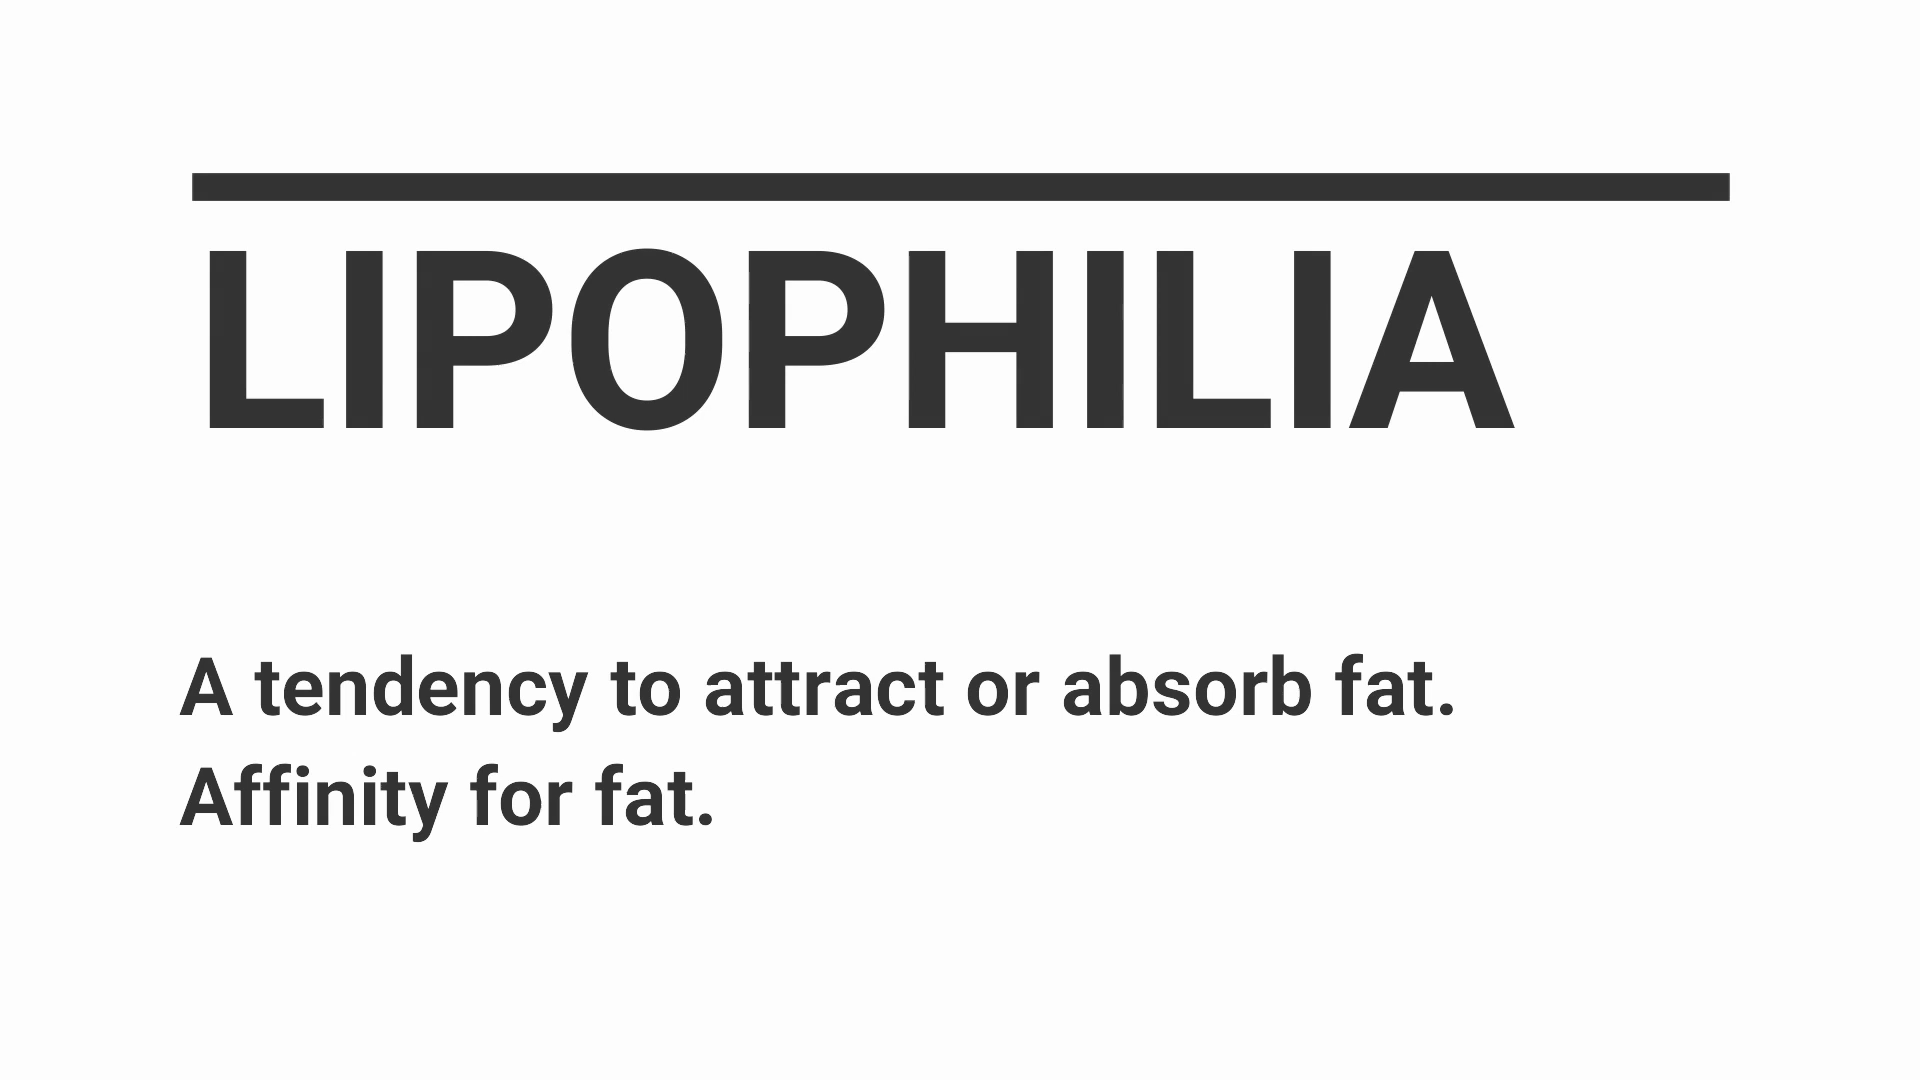 LIPOPHILIA
A tendency to attract or absorb fat.
Affinity for fat.